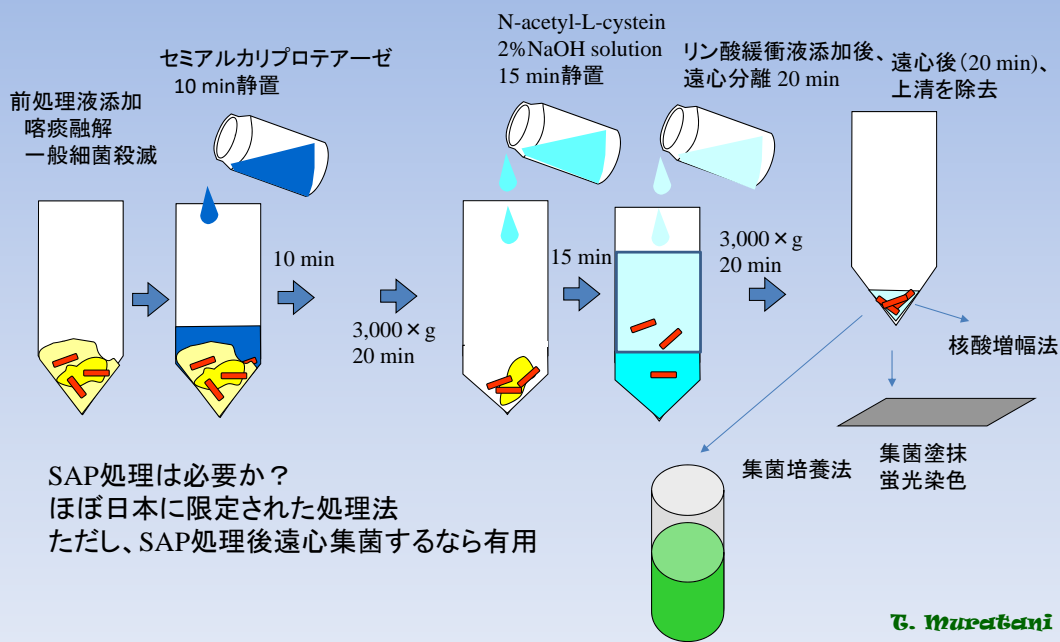 前処理液添加
喀痰融解
一般細菌殺滅
セミアルカリプロテアーゼ
10 min静置
N-acetyl-L-cystein
2%NaOH solution
15 min静置
リン酸緩衝液添加後、
遠心分離 20 min
遠心後(20 min)、
上清を除去
10 min
3,000×g
20 min
15 min
3,000×g
20 min
核酸増幅法
集菌塗抹
蛍光染色
集菌培養法
SAP処理は必要か?
ほぼ日本に限定された処理法
ただし、SAP処理後遠心集菌するなら有用
T. Muratani